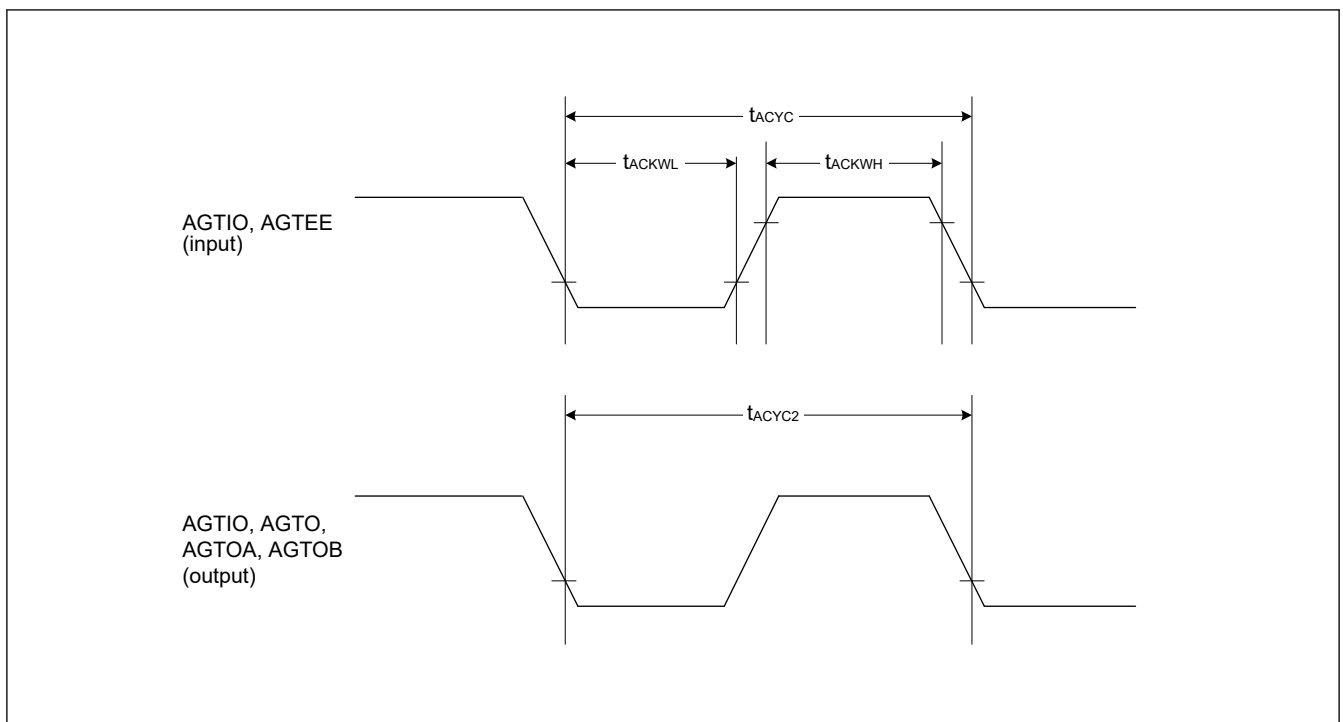 tACYC
tACKWL
tACKWH
AGTIO, AGTEE
(input)
tACYC2
AGTIO, AGTO,
AGTOA, AGTOB
(output)